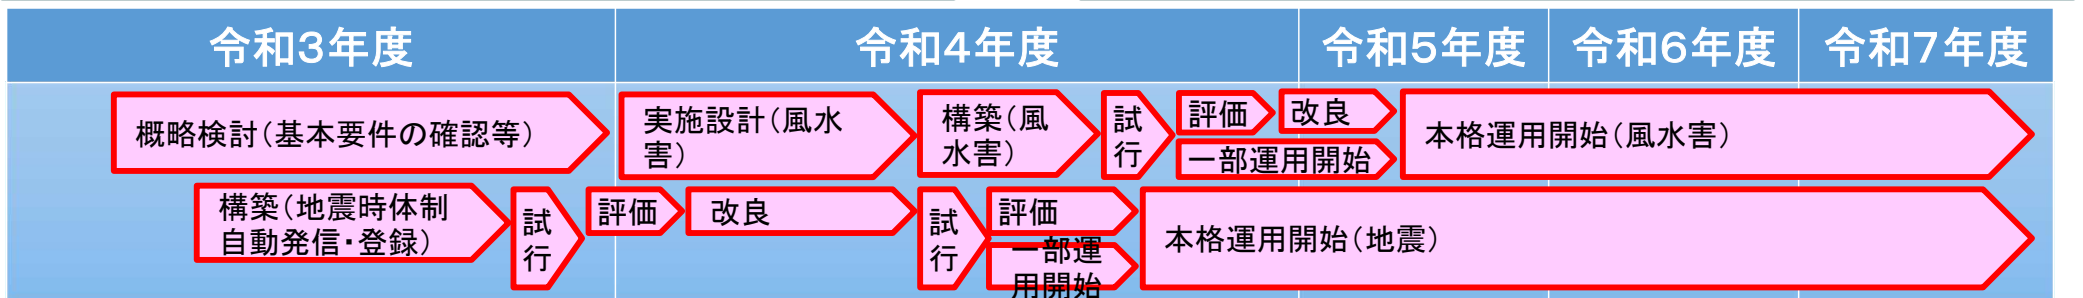 令和3年度
令和4年度
令和5年度
令和6年度
令和7年度
概略検討(基本要件の確認等)
実施設計(風水
害)
構築(風
水害)
試
行
評価
改良
一部運用開始
本格運用開始(風水害)
構築(地震時体制
自動発信・登録)
試
行
評価
改良
試
行
評価
一部運
用開始
本格運用開始(地震)